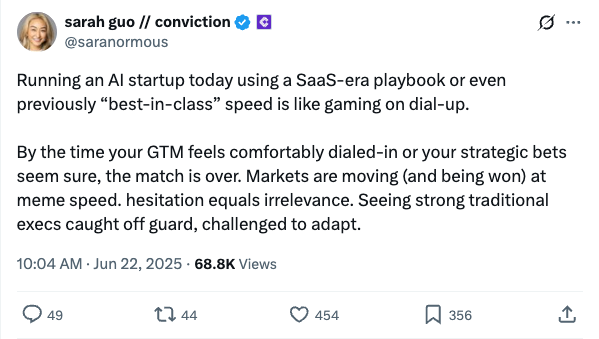 sarah guo // conviction
@saranormous
Running an AI startup today using a SaaS-era playbook or even
previously “best-in-class” speed is like gaming on dial-up.
By the time your GTM feels comfortably dialed-in or your strategic bets
seem sure, the match is over. Markets are moving (and being won) at
meme speed. hesitation equals irrelevance. Seeing strong traditional
execs caught off guard, challenged to adapt.
10:04 AM · Jun 22, 2025 · 68.8K Views
49 44 454 356